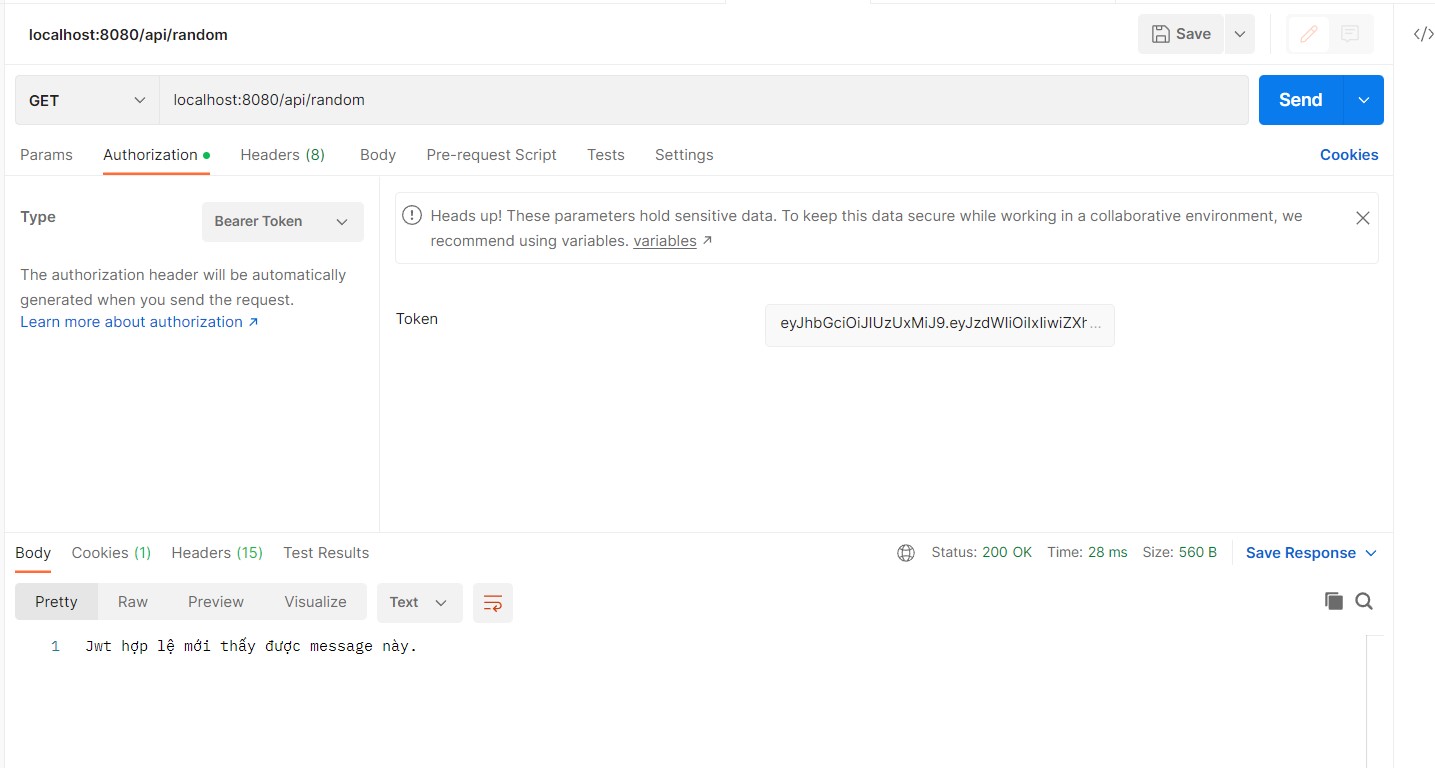 localhost:8080/api/random
Save
GET
localhost:8080/api/random
Send
Params
Authorization
Headers (8)
Body
Pre-request Script
Tests
Settings
Cookies
Type
Bearer Token
The authorization header will be automatically
generated when you send the request.
Learn more about authorization ↗
Heads up! These parameters hold sensitive data. To keep this data secure while working in a collaborative environment, we
recommend using variables. variables ↗
Token
eyJhbGciOiJIUzUxMiJ9.eyJzdWIiOiIxIiwiZXh...
Body
Cookies (1)
Headers (15)
Test Results
Status: 200 OK
Time: 28 ms
Size: 560 B
Save Response
Pretty
Raw
Preview
Visualize
Text
1
Jwt hợp lệ mới thấy được message này.